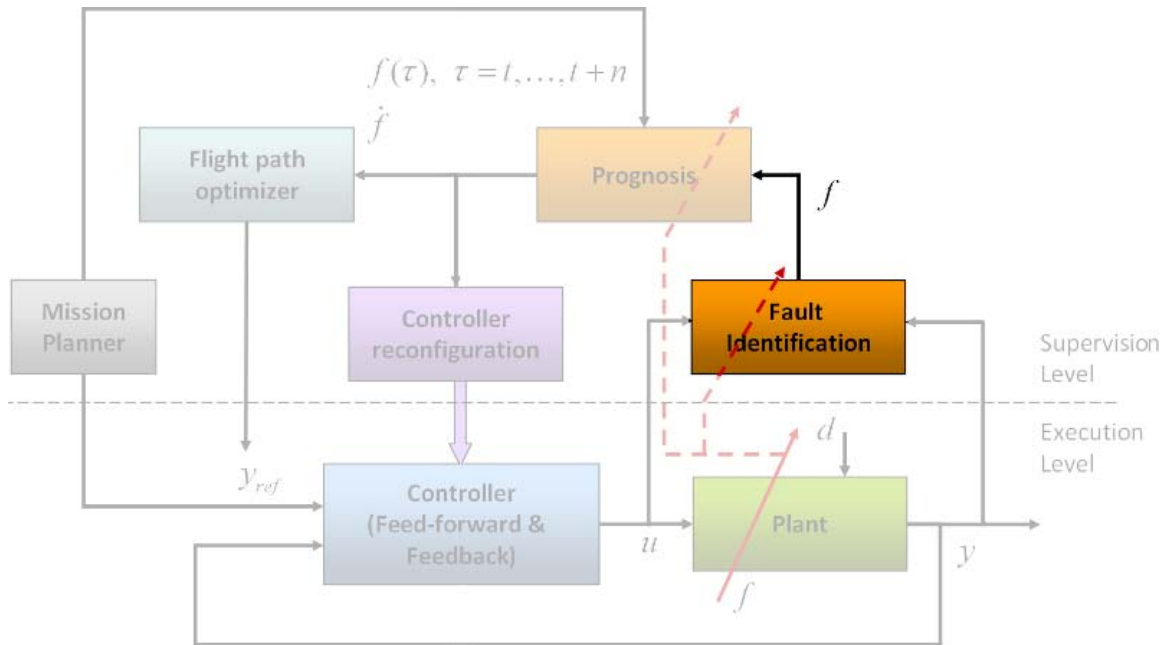 f(τ), τ = t,…,t + n
ḟ
Flight path
optimizer
Prognosis
f
Mission
Planner
Controller
reconfiguration
Fault
Identification
Supervision
Level
Execution
Level
d
y_ref
Controller
(Feed-forward &
Feedback)
u
Plant
y
f